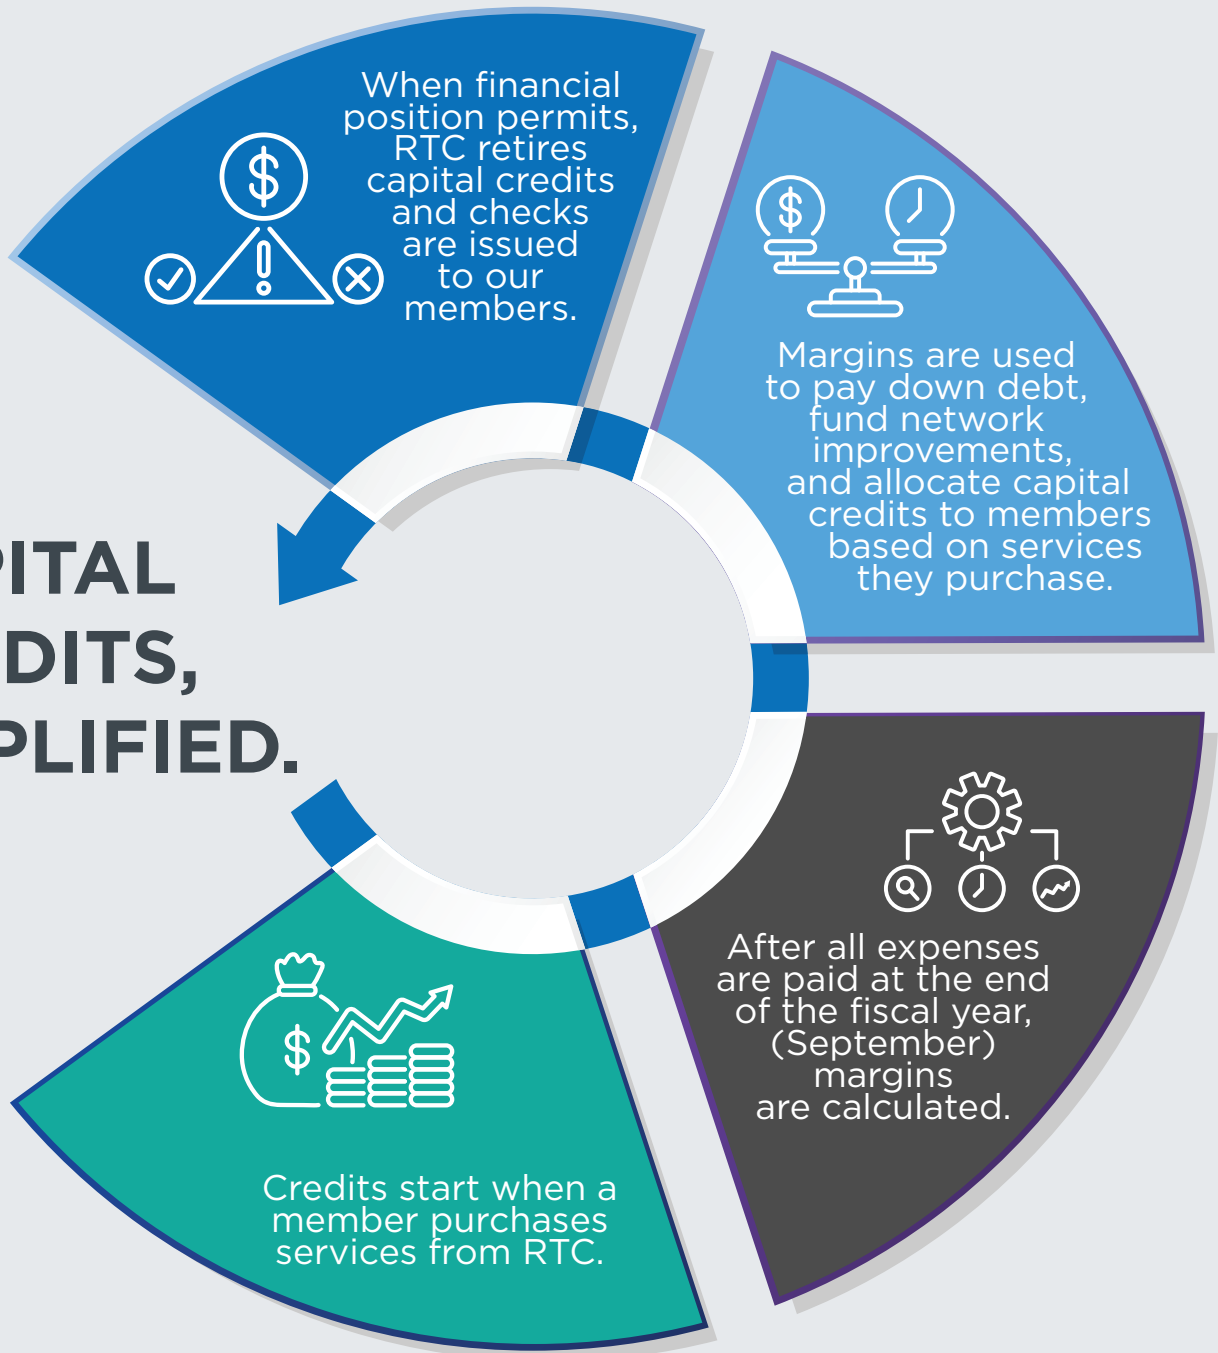 When financial
position permits,
RTC retires
capital credits
and checks
are issued
to our
members.
Margins are used
to pay down debt,
fund network
improvements,
and allocate capital
credits to members
based on services
they purchase.
PITAL
DITS,
PLIFIED.
After all expenses
are paid at the end
of the fiscal year,
(September)
margins
are calculated.
Credits start when a
member purchases
services from RTC.